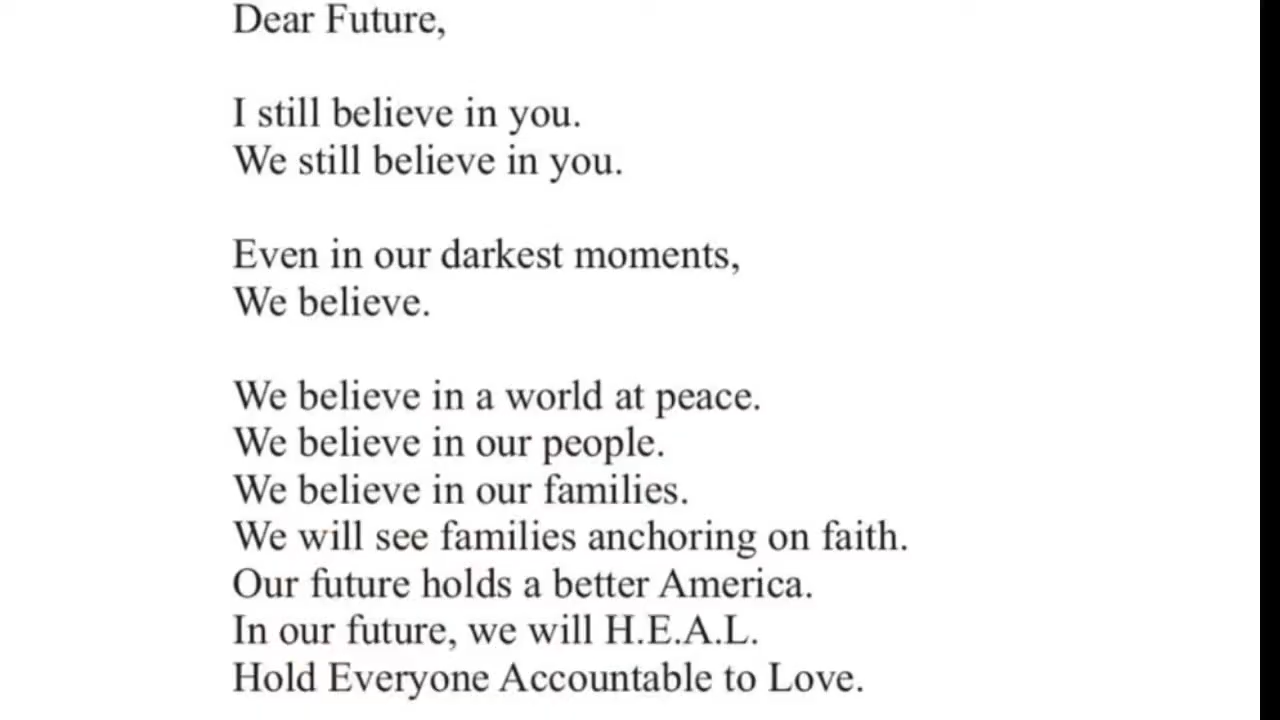 Dear Future,
I still believe in you.
We still believe in you.
Even in our darkest moments,
We believe.
We believe in a world at peace.
We believe in our people.
We believe in our families.
We will see families anchoring on faith.
Our future holds a better America.
In our future, we will H.E.A.L.
Hold Everyone Accountable to Love.